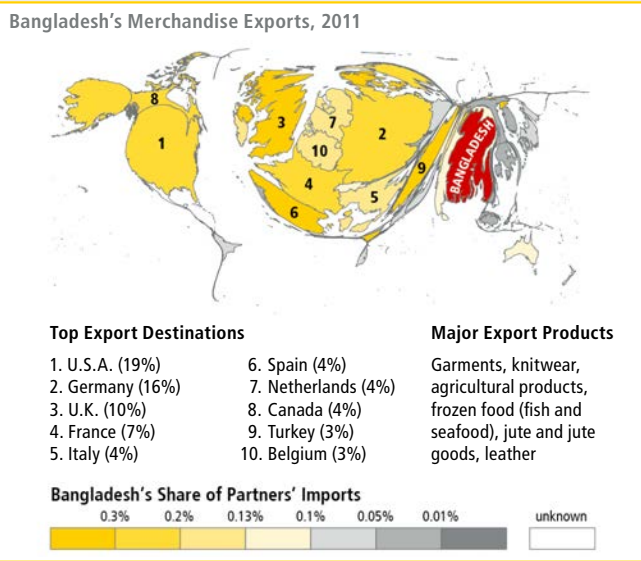 Bangladesh's Merchandise Exports, 2011
8
1
3
7
2
10
4
5
6
9
BANGLADESH
Top Export Destinations
1. U.S.A. (19%)
2. Germany (16%)
3. U.K. (10%)
4. France (7%)
5. Italy (4%)
6. Spain (4%)
7. Netherlands (4%)
8. Canada (4%)
9. Turkey (3%)
10. Belgium (3%)
Major Export Products
Garments, knitwear,
agricultural products,
frozen food (fish and
seafood), jute and jute
goods, leather
Bangladesh's Share of Partners' Imports
0.3% 0.2% 0.13% 0.1% 0.05% 0.01% unknown